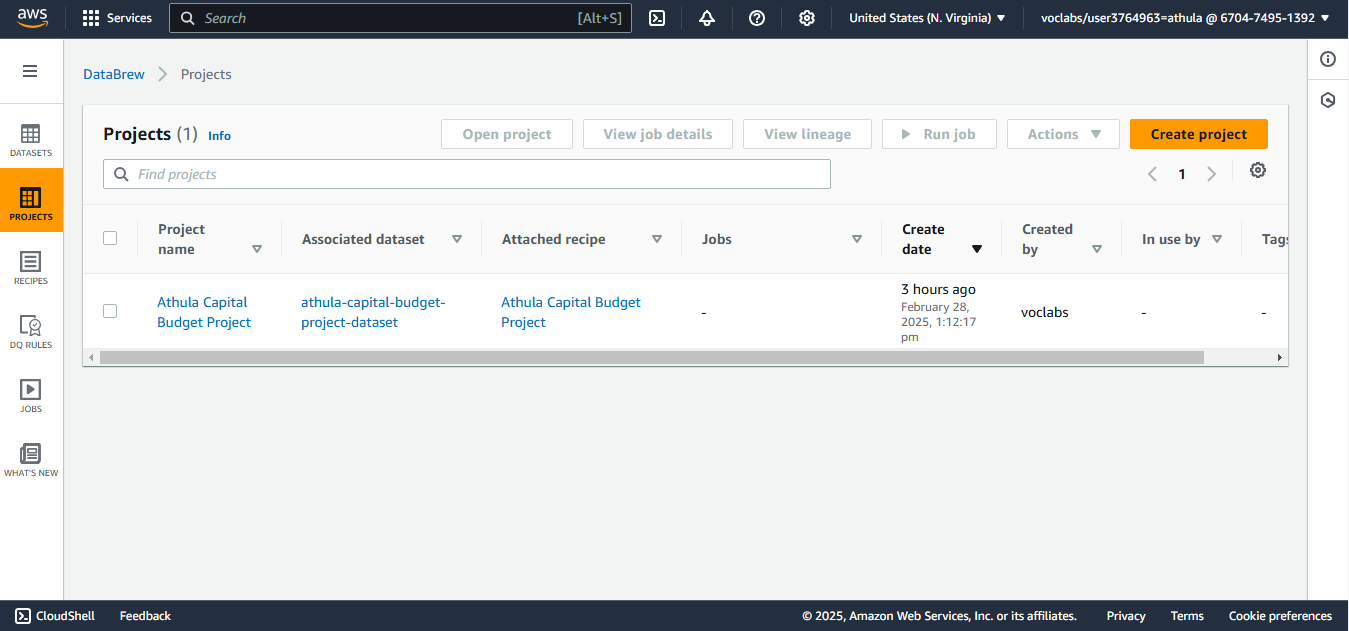 aws
Services
Search
[Alt+S]
United States (N. Virginia)
voclabs/user3764963=athula @ 6704-7495-1392
DataBrew
Projects
DATASETS
PROJECTS
RECIPES
DQ RULES
JOBS
WHAT'S NEW
Projects (1) Info
Open project
View job details
View lineage
Run job
Actions
Create project
Find projects
1
Project
name
Associated dataset
Attached recipe
Jobs
Create
date
Created
by
In use by
Tags
Athula Capital
Budget Project
athula-capital-budget-
project-dataset
Athula Capital Budget
Project
-
3 hours ago
February 28,
2025, 1:12:17
pm
voclabs
-
-
CloudShell
Feedback
© 2025, Amazon Web Services, Inc. or its affiliates.
Privacy
Terms
Cookie preferences